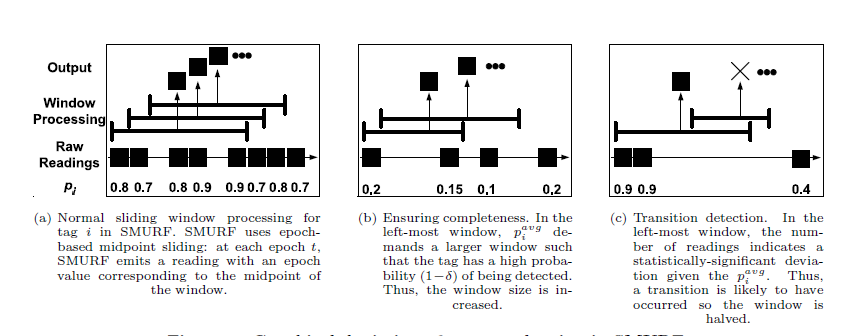 Output
Window
Processing
Raw
Readings
p_i 0.8 0.7 0.8 0.9 0.9 0.7 0.8 0.7
0.2 0.15 0.1 0.2
0.9 0.9 0.4
(a) Normal sliding window processing for
tag i in SMURF. SMURF uses epoch-
based midpoint sliding: at each epoch t,
SMURF emits a reading with an epoch
value corresponding to the midpoint of
the window.
(b) Ensuring completeness. In the
left-most window, p_i^{avg} de-
mands a larger window such
that the tag has a high proba-
bility (1−δ) of being detected.
Thus, the window size is in-
creased.
(c) Transition detection. In the
left-most window, the num-
ber of readings indicates a
statistically-significant devia-
tion given the p_i^{avg}. Thus,
a transition is likely to have
occurred so the window is
halved.